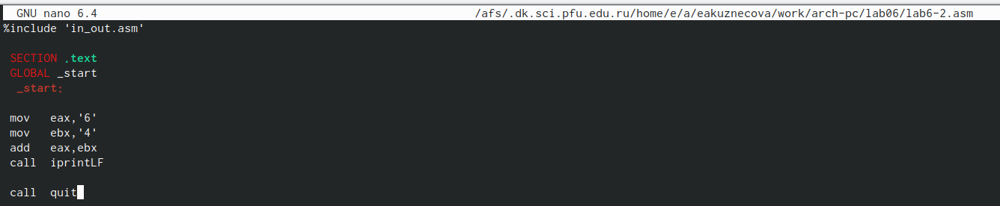 GNU nano 6.4 /afs/.dk.sci.pfu.edu.ru/home/e/a/eakuznecova/work/arch-pc/lab06/lab6-2.asm
%include 'in_out.asm'
SECTION .text
GLOBAL _start
_start:
mov eax,'6'
mov ebx,'4'
add eax,ebx
call iprintLF
call quit